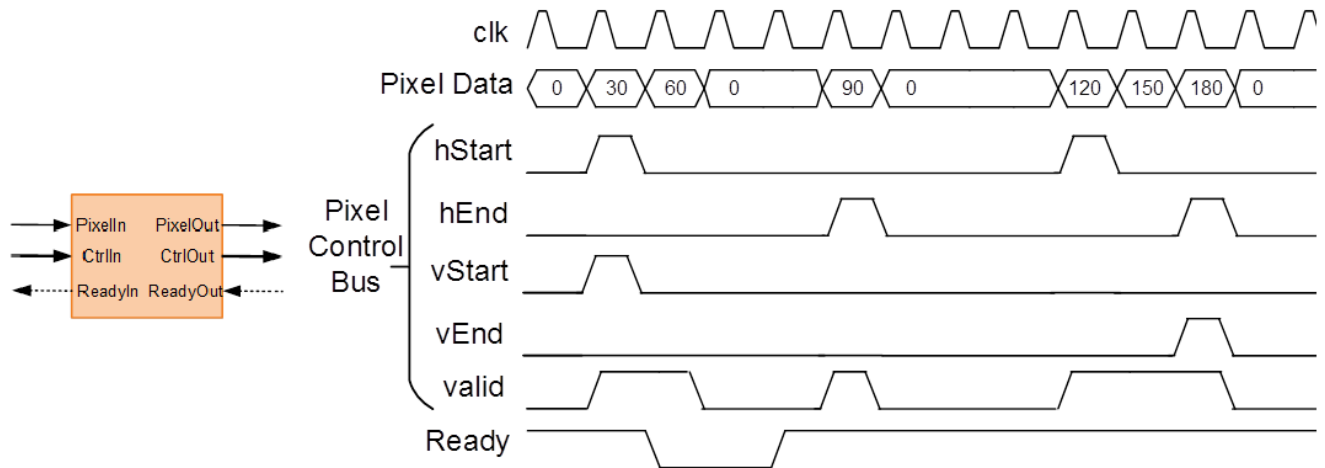 clk
Pixel Data 0 30 60 0 90 0 120 150 180 0
hStart
hEnd
Pixel
Control
Bus
vStart
vEnd
valid
Ready
PixelIn PixelOut
CtrlIn CtrlOut
ReadyIn ReadyOut